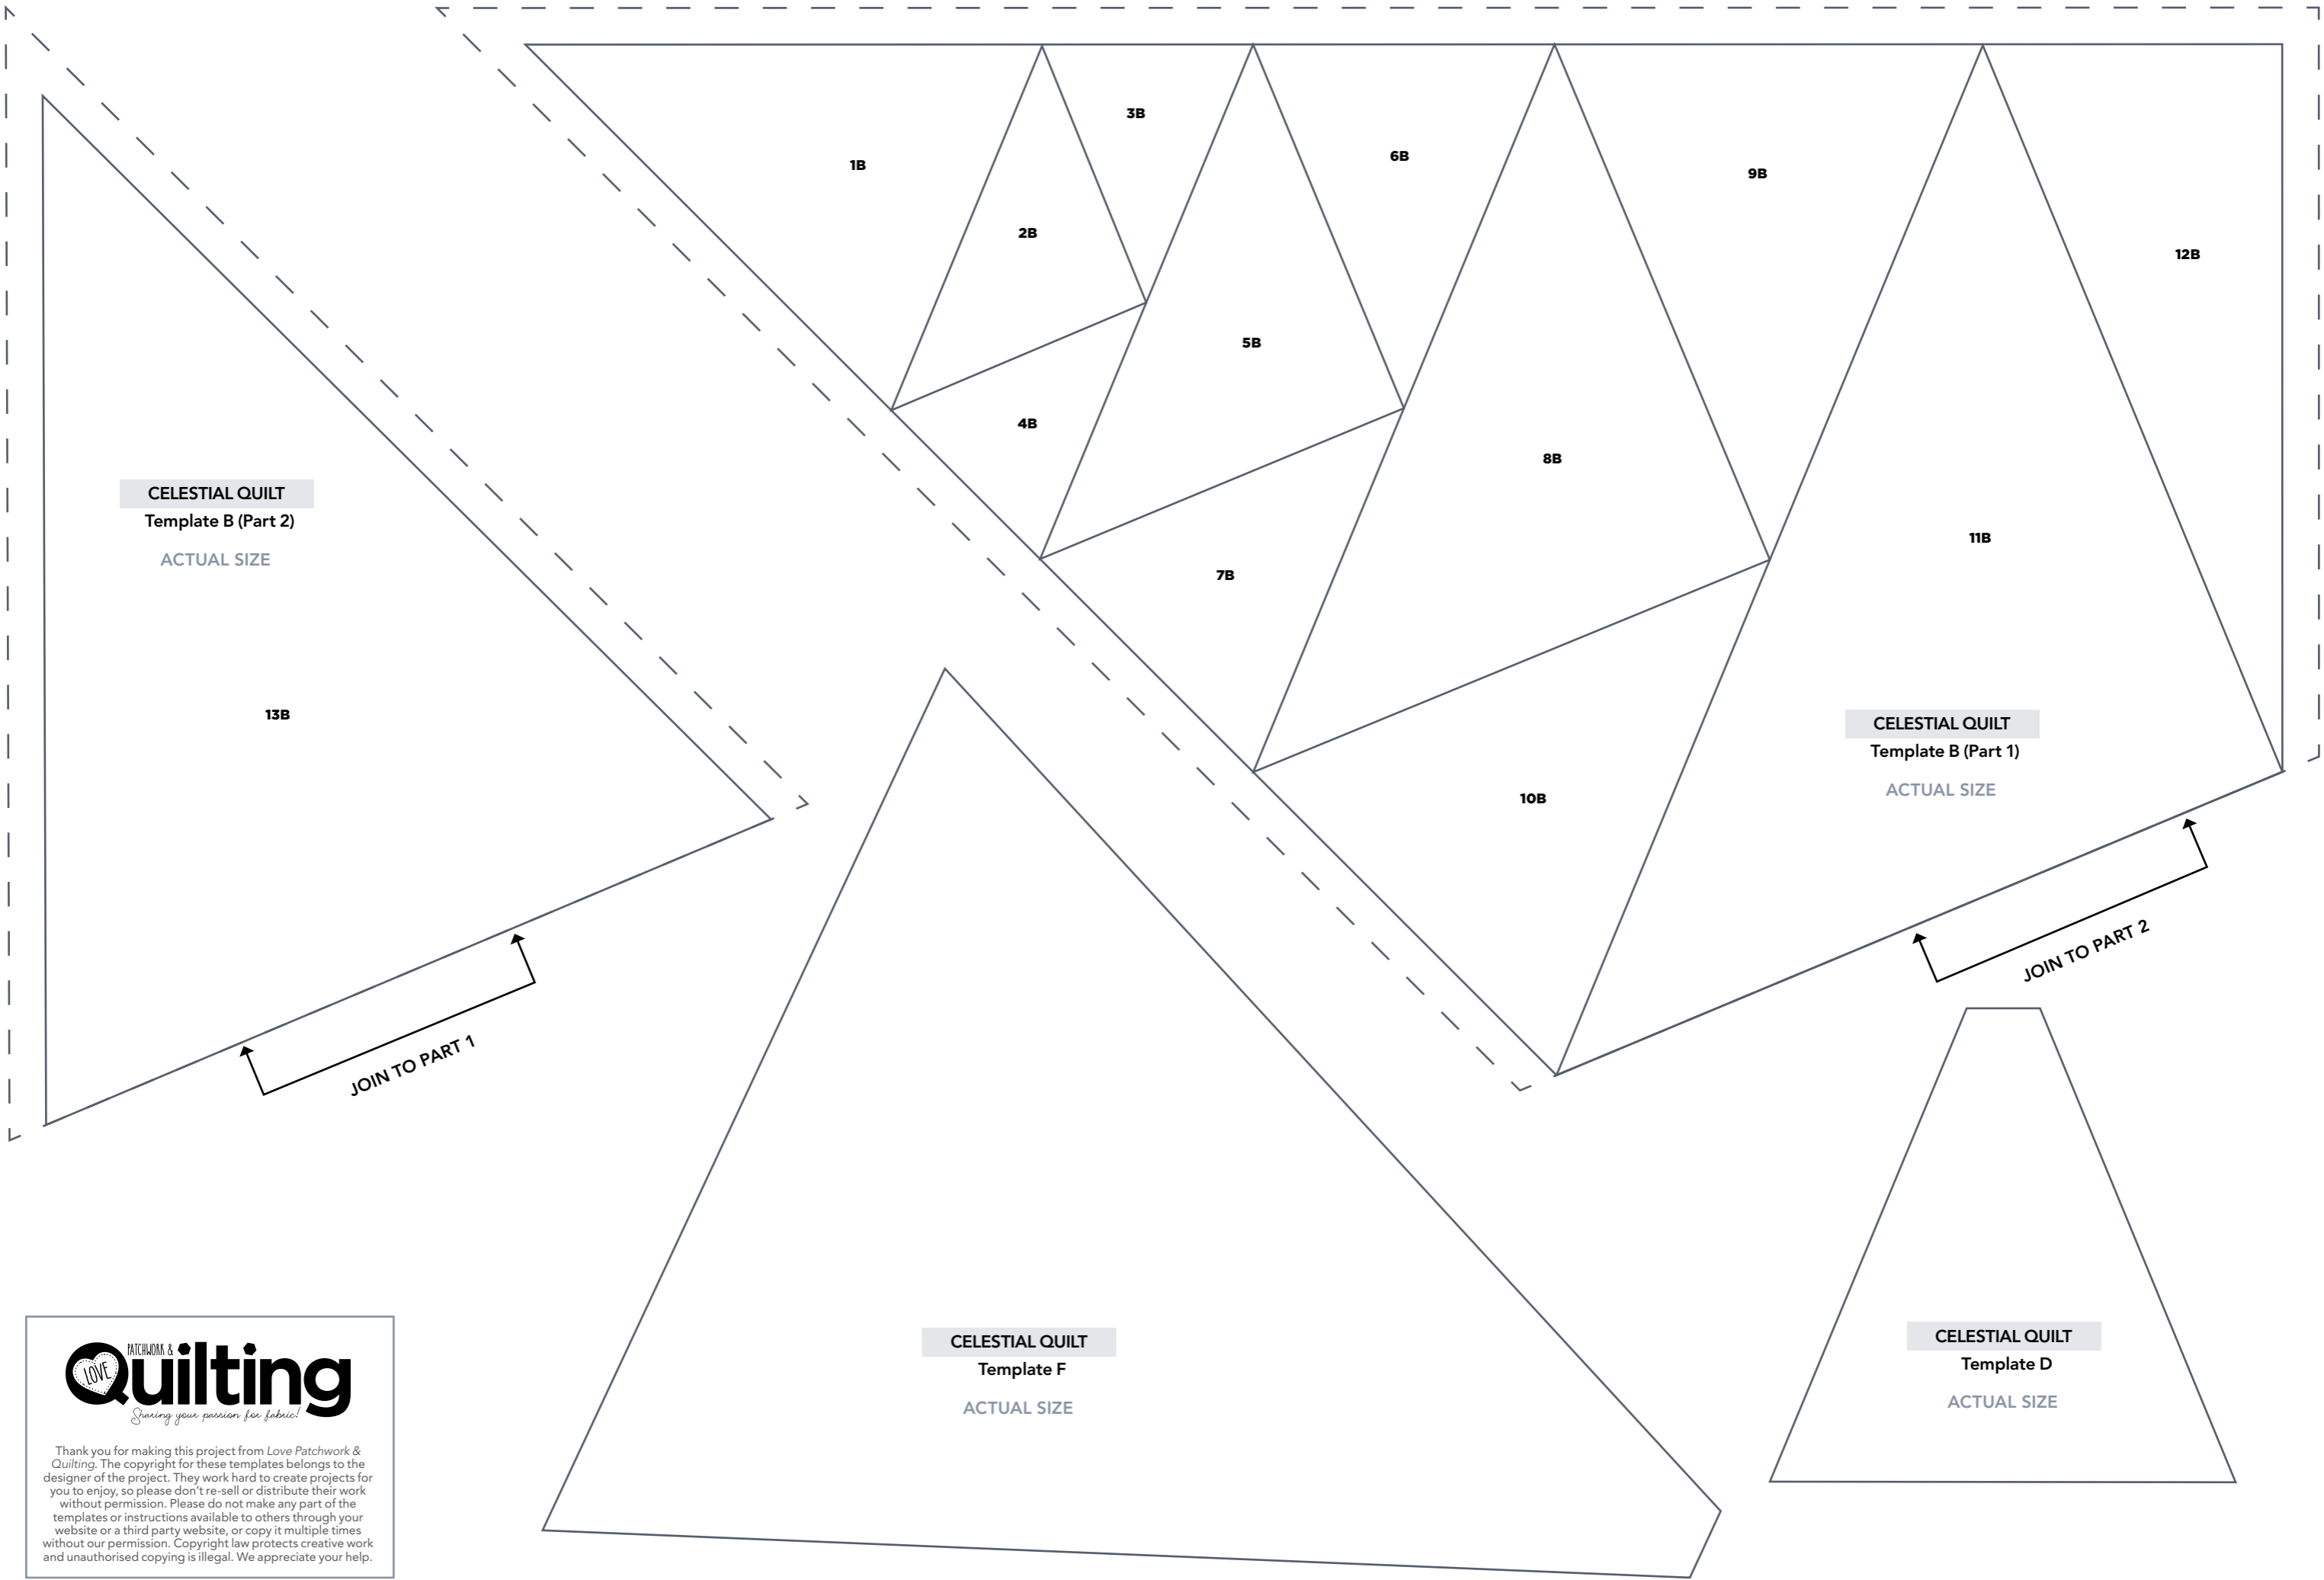 1B
3B
6B
9B
12B
2B
5B
4B
8B
11B
7B
10B
CELESTIAL QUILT
Template B (Part 2)
ACTUAL SIZE
13B
JOIN TO PART 1
CELESTIAL QUILT
Template B (Part 1)
ACTUAL SIZE
JOIN TO PART 2
CELESTIAL QUILT
Template F
ACTUAL SIZE
CELESTIAL QUILT
Template D
ACTUAL SIZE
LOVE
PATCHWORK &
Quilting
Sharing your passion for fabric!
Thank you for making this project from Love Patchwork &
Quilting. The copyright for these templates belongs to the
designer of the project. They work hard to create projects for
you to enjoy, so please don't re-sell or distribute their work
without permission. Please do not make any part of the
templates or instructions available to others through your
website or a third party website, or copy it multiple times
without our permission. Copyright law protects creative work
and unauthorised copying is illegal. We appreciate your help.